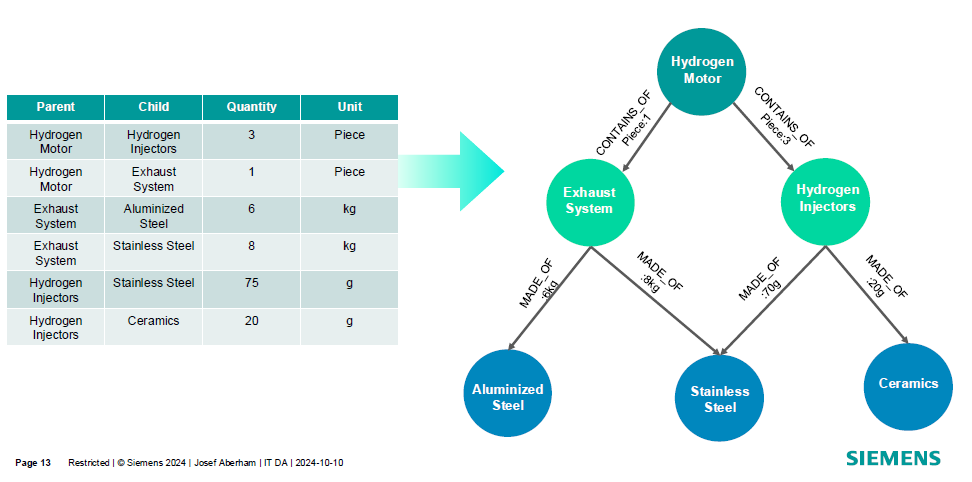 Parent Child Quantity Unit
Hydrogen Motor Hydrogen Injectors 3 Piece
Hydrogen Motor Exhaust System 1 Piece
Exhaust System Aluminized Steel 6 kg
Exhaust System Stainless Steel 8 kg
Hydrogen Injectors Stainless Steel 75 g
Hydrogen Injectors Ceramics 20 g
Hydrogen
Motor
CONTAINS_OF
Piece:1
CONTAINS_OF
Piece:3
Exhaust
System
Hydrogen
Injectors
MADE_OF
:6kg
MADE_OF
:8kg
MADE_OF
:70g
MADE_OF
:20g
Aluminized
Steel
Stainless
Steel
Ceramics
Page 13 Restricted | © Siemens 2024 | Josef Aberham | IT DA | 2024-10-10
SIEMENS